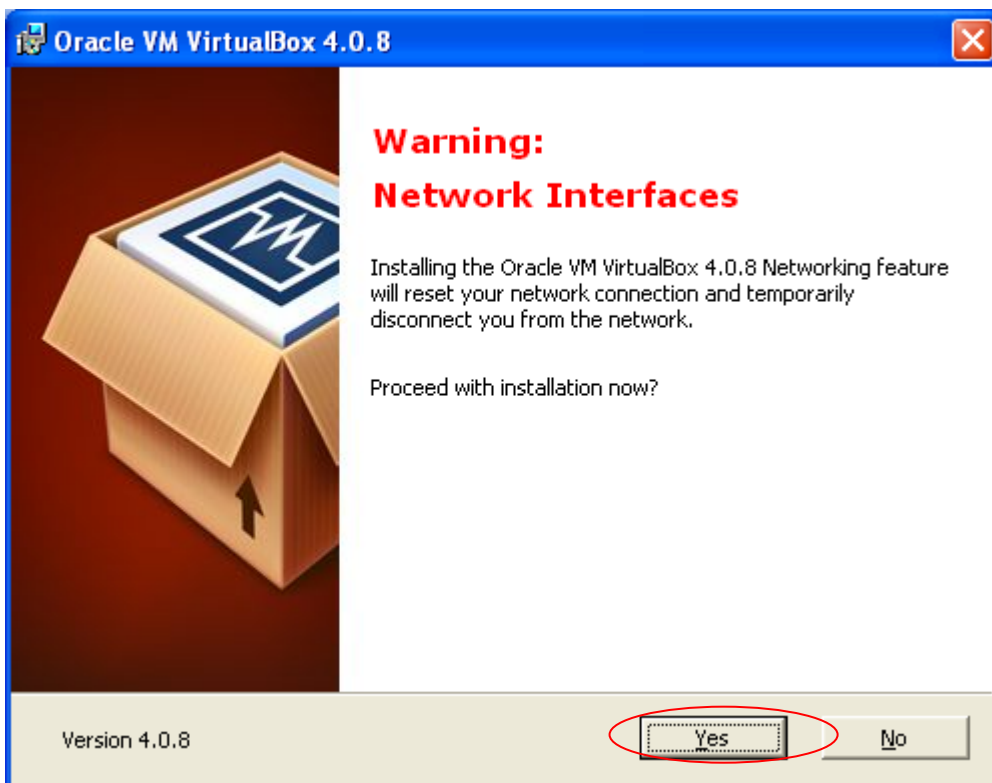 Oracle VM VirtualBox 4.0.8
Warning:
Network Interfaces
Installing the Oracle VM VirtualBox 4.0.8 Networking feature
will reset your network connection and temporarily
disconnect you from the network.
Proceed with installation now?
Version 4.0.8
Yes
No